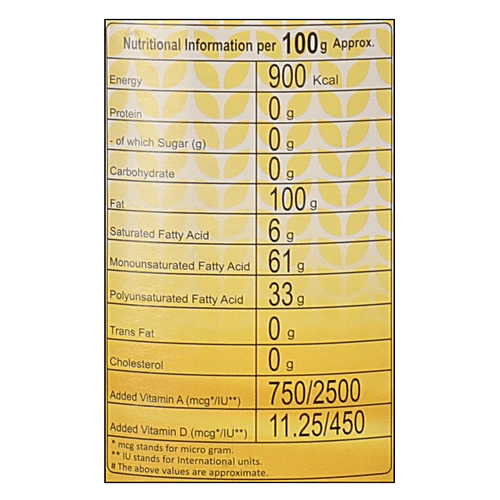 Nutritional Information per 100g Approx.
Energy 900 Kcal
Protein 0 g
- of which Sugar (g) 0 g
Carbohydrate 0 g
Fat 100 g
Saturated Fatty Acid 6 g
Monounsaturated Fatty Acid 61 g
Polyunsaturated Fatty Acid 33 g
Trans Fat 0 g
Cholesterol 0 g
Added Vitamin A (mcg*/IU**) 750/2500
Added Vitamin D (mcg*/IU**) 11.25/450
* mcg stands for micro gram.
** IU stands for International units.
# The above values are approximate.